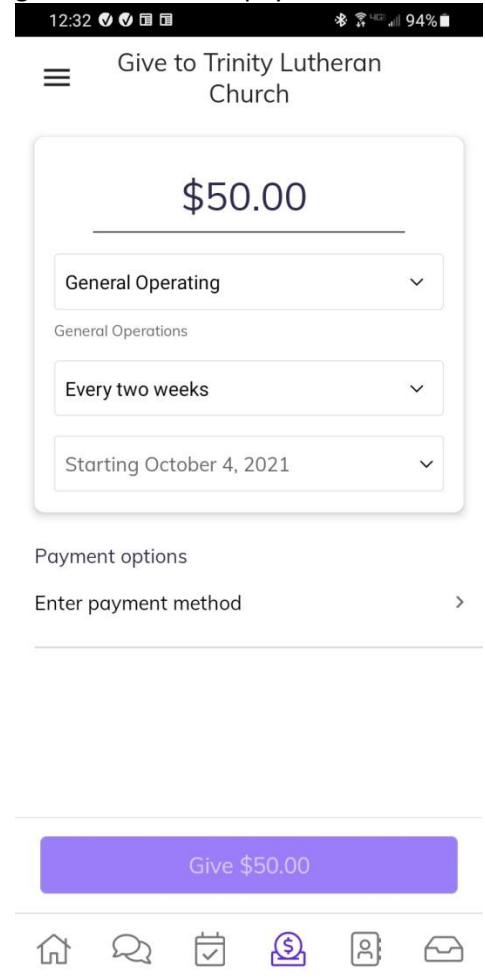 12:32 94%
Give to Trinity Lutheran
Church
$50.00
General Operating
General Operations
Every two weeks
Starting October 4, 2021
Payment options
Enter payment method
Give $50.00
$